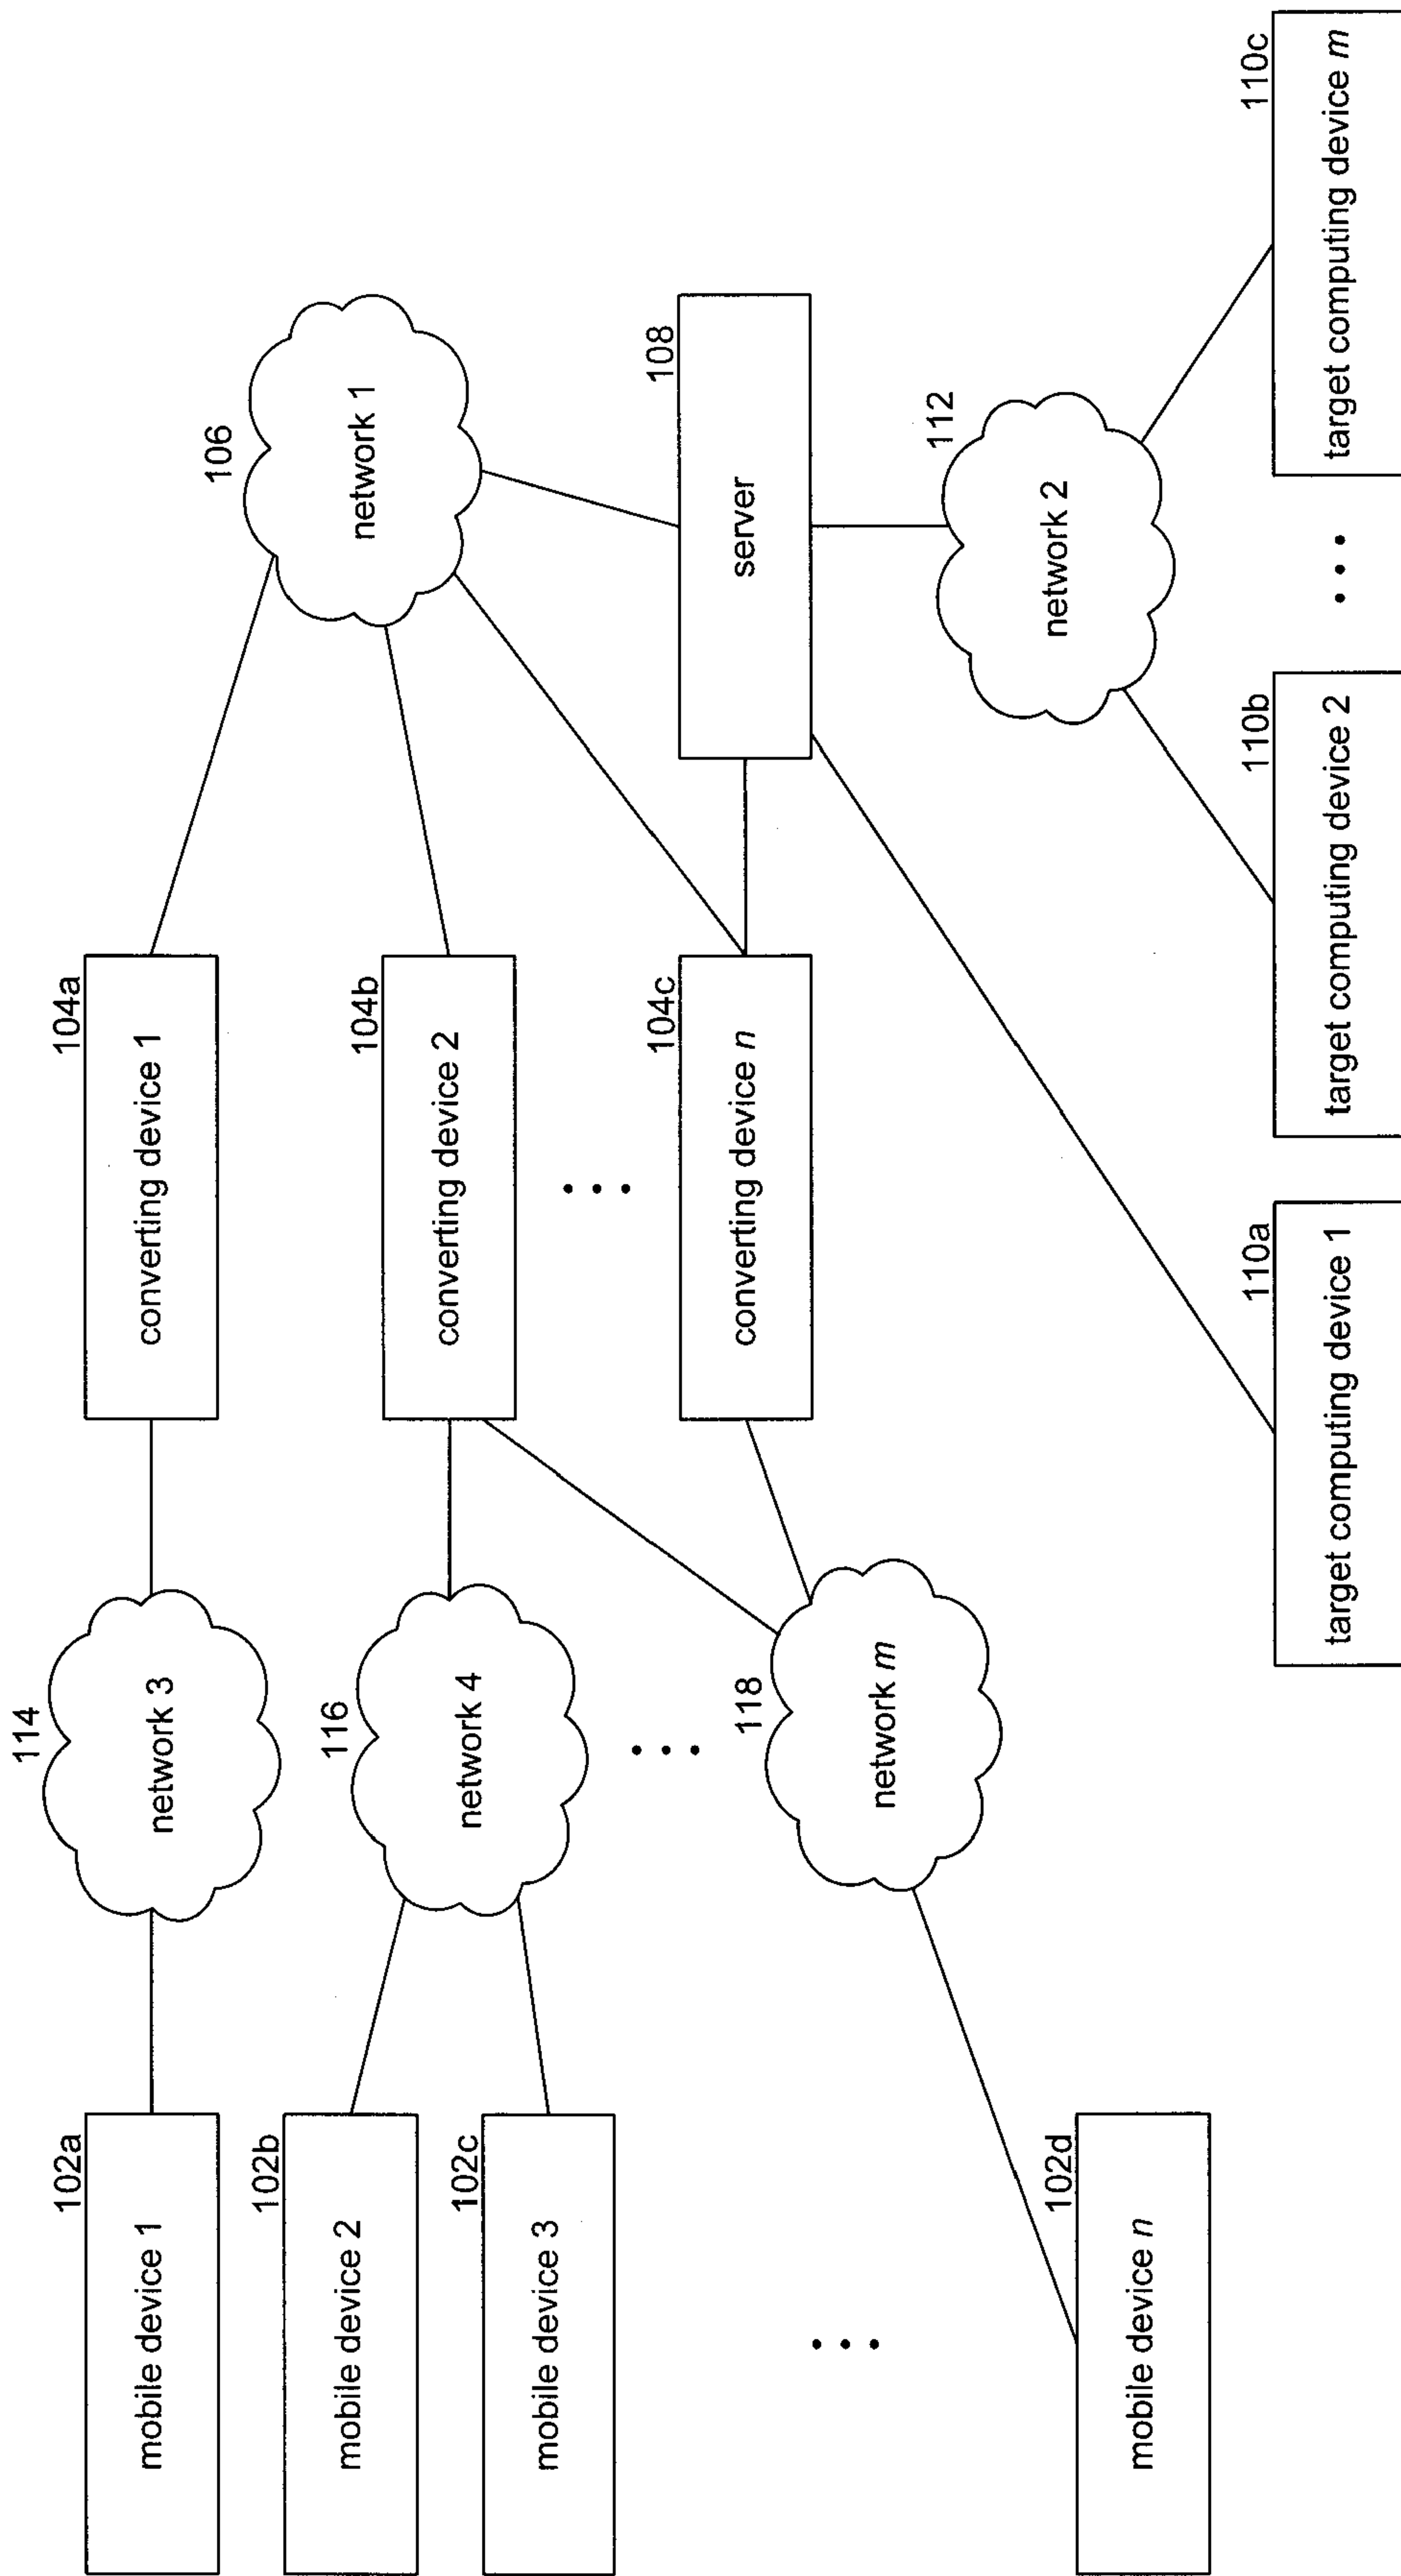 102a
mobile device 1
102b
mobile device 2
102c
mobile device 3
102d
mobile device n
114
network 3
116
network 4
118
network m
104a
converting device 1
104b
converting device 2
104c
converting device n
106
network 1
108
server
112
network 2
110a
target computing device 1
110b
target computing device 2
110c
target computing device m